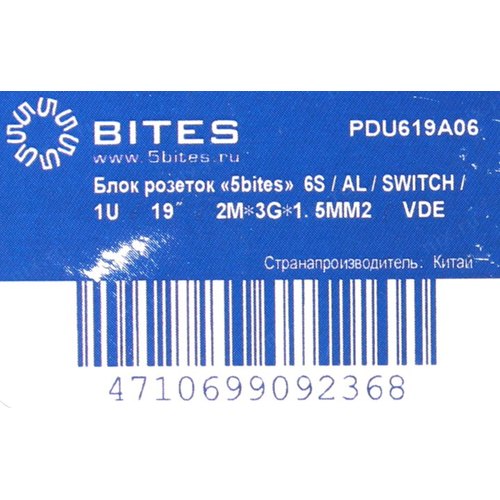 BITES
PDU619A06
www.5bites.ru
Блок розеток «5bites» 6S / AL / SWITCH /
1U 19″ 2M*3G*1.5MM2 VDE
Странапроизводитель: Китай
4710699092368